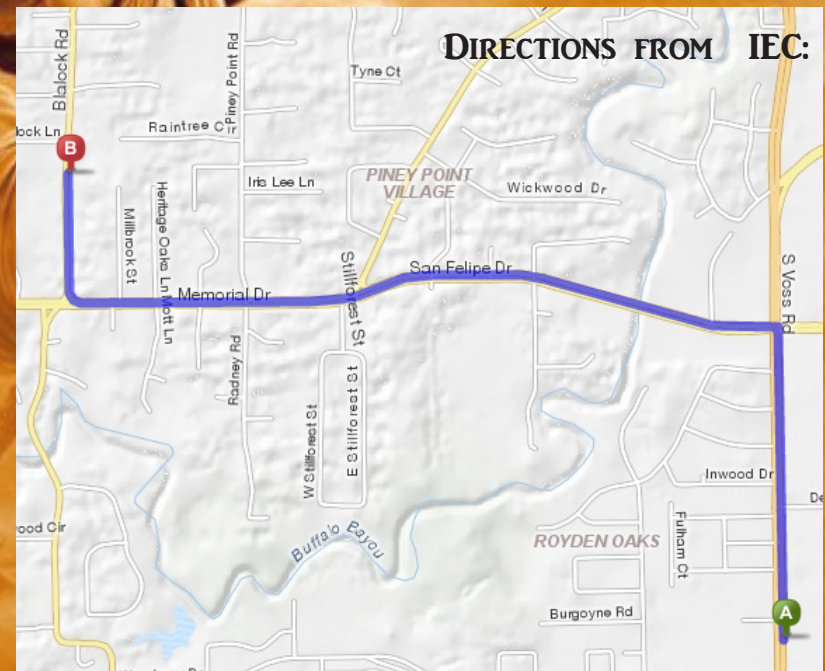 DIRECTIONS FROM IEC:
Blalock Rd
Piney Point Rd
Tyne Ct
lock Ln
Raintree Cir
B
Iris Lee Ln
PINEY POINT
VILLAGE
Wickwood Dr
Millbrook St
Heritage Oaks Ln
Mott Ln
Memorial Dr
Stillforest St
San Felipe Dr
S Voss Rd
Radney Rd
W Stillforest St
E Stillforest St
Inwood Dr
De
ood Cir
Buffalo Bayou
ROYDEN OAKS
Fulham Ct
Burgoyne Rd
A